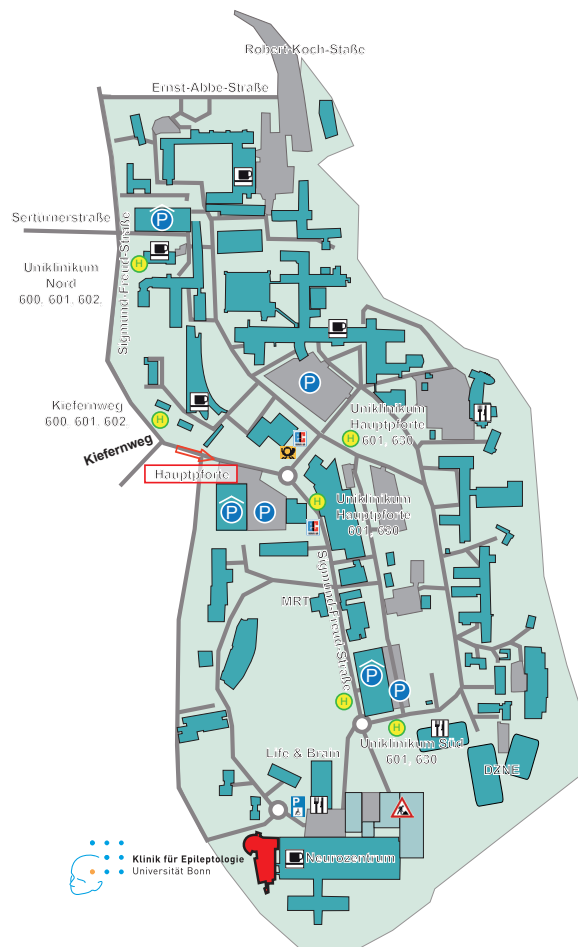 Robert-Koch-Staße
Ernst-Abbe-Straße
Sertürnerstraße
P
Sigmund-Freud-Straße
H
Uniklinikum
Nord
600. 601. 602.
P
Kiefernweg
600. 601. 602.
H
Uniklinikum
Hauptpforte
601, 630
H
Kiefernweg
Hauptpforte
P
P
H
Uniklinikum
Hauptpforte
601, 630
Sigmund-Freud-Straße
MRT
P
P
H
H
Uniklinikum Süd
601, 630
Life & Brain
DZNE
P
Neurozentrum
Klinik für Epileptologie
Universität Bonn